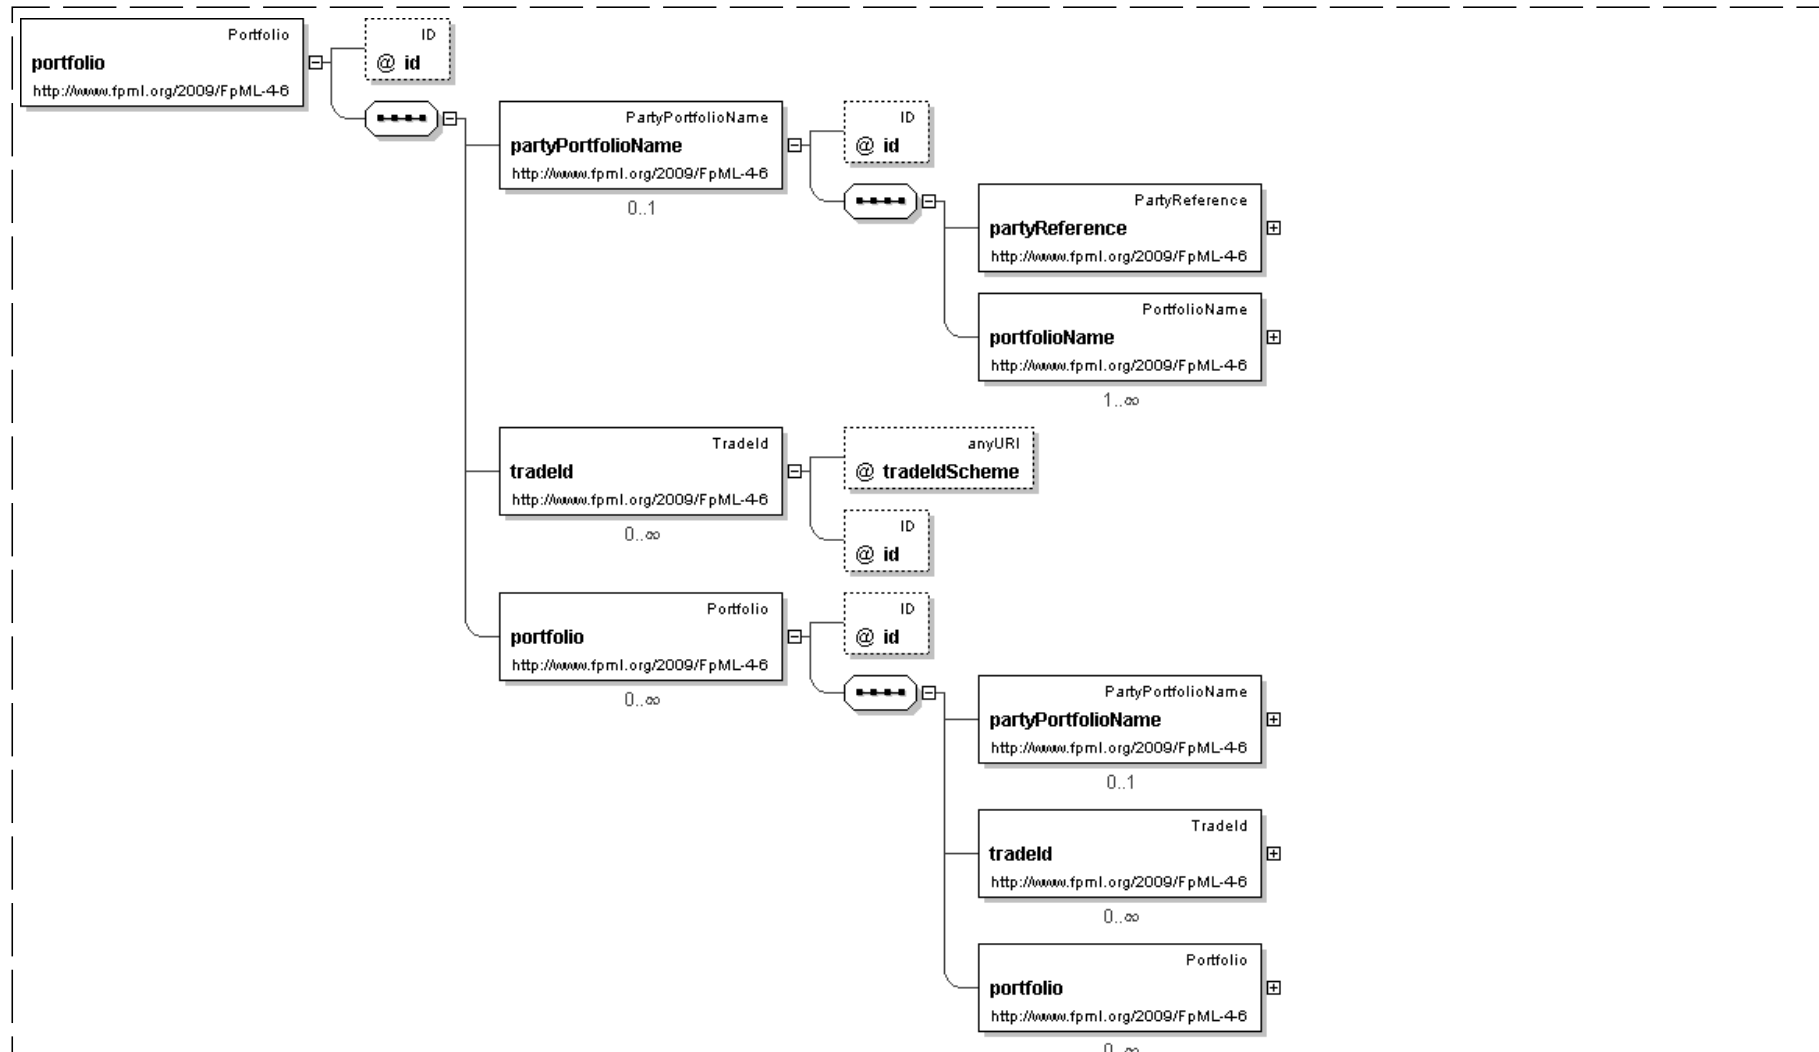 Portfolio
portfolio
http://www.fpml.org/2009/FpML-4-6
ID
@ id
PartyPortfolioName
partyPortfolioName
http://www.fpml.org/2009/FpML-4-6
0..1
ID
@ id
PartyReference
partyReference
http://www.fpml.org/2009/FpML-4-6
PortfolioName
portfolioName
http://www.fpml.org/2009/FpML-4-6
1..∞
TradeId
tradeId
http://www.fpml.org/2009/FpML-4-6
0..∞
anyURI
@ tradeIdScheme
ID
@ id
Portfolio
portfolio
http://www.fpml.org/2009/FpML-4-6
0..∞
ID
@ id
PartyPortfolioName
partyPortfolioName
http://www.fpml.org/2009/FpML-4-6
0..1
TradeId
tradeId
http://www.fpml.org/2009/FpML-4-6
0..∞
Portfolio
portfolio
http://www.fpml.org/2009/FpML-4-6
0..∞